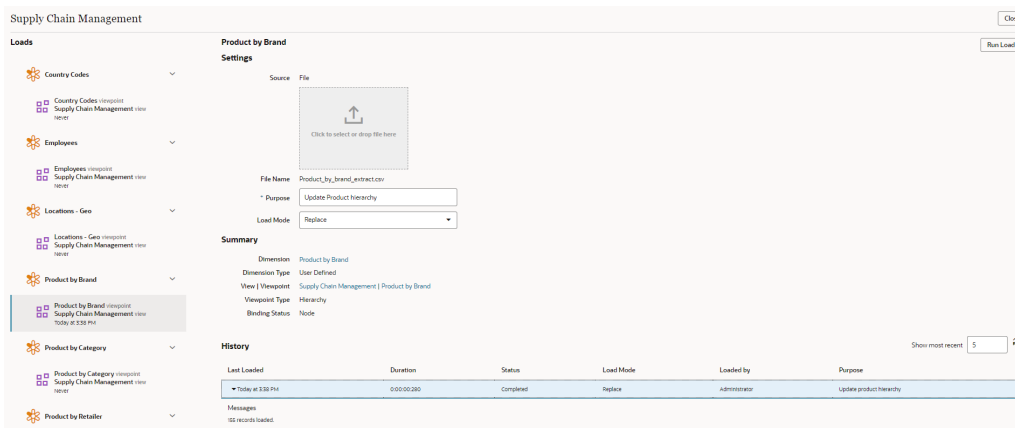 Supply Chain Management
Clos
Loads
Country Codes
Country Codes viewpoint
Supply Chain Management view
Never
Employees
Employees viewpoint
Supply Chain Management view
Never
Locations - Geo
Locations - Geo viewpoint
Supply Chain Management view
Never
Product by Brand
Product by Brand viewpoint
Supply Chain Management view
Today at 3:38 PM
Product by Category
Product by Category viewpoint
Supply Chain Management view
Never
Product by Retailer
Product by Brand
Run Load
Settings
Source File
Click to select or drop file here
File Name Product_by_brand_extract.csv
* Purpose Update Product hierarchy
Load Mode Replace
Summary
Dimension Product by Brand
Dimension Type User Defined
View | Viewpoint Supply Chain Management | Product by Brand
Viewpoint Type Hierarchy
Binding Status Node
History
Show most recent 5
Last Loaded Duration Status Load Mode Loaded by Purpose
Today at 3:38 PM 0:00:00.280 Completed Replace Administrator Update product hierarchy
Messages
155 records loaded.